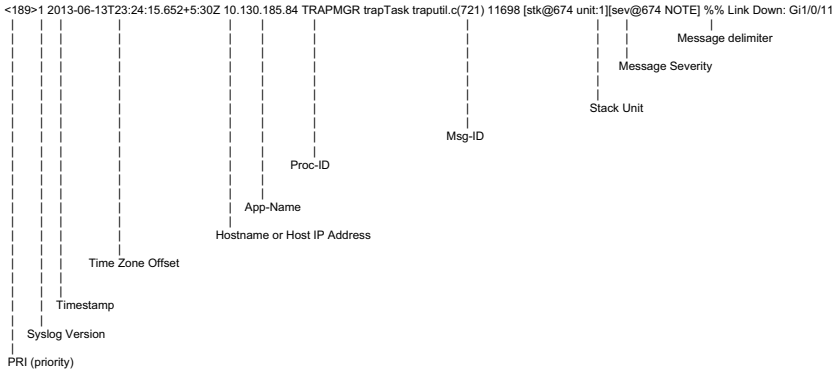 <189>1 2013-06-13T23:24:15.652+5:30Z 10.130.185.84 TRAPMGR trapTask traputil.c(721) 11698 [stk@674 unit:1][sev@674 NOTE] %% Link Down: Gi1/0/11
Message delimiter
Message Severity
Stack Unit
Msg-ID
Proc-ID
App-Name
Hostname or Host IP Address
Time Zone Offset
Timestamp
Syslog Version
PRI (priority)